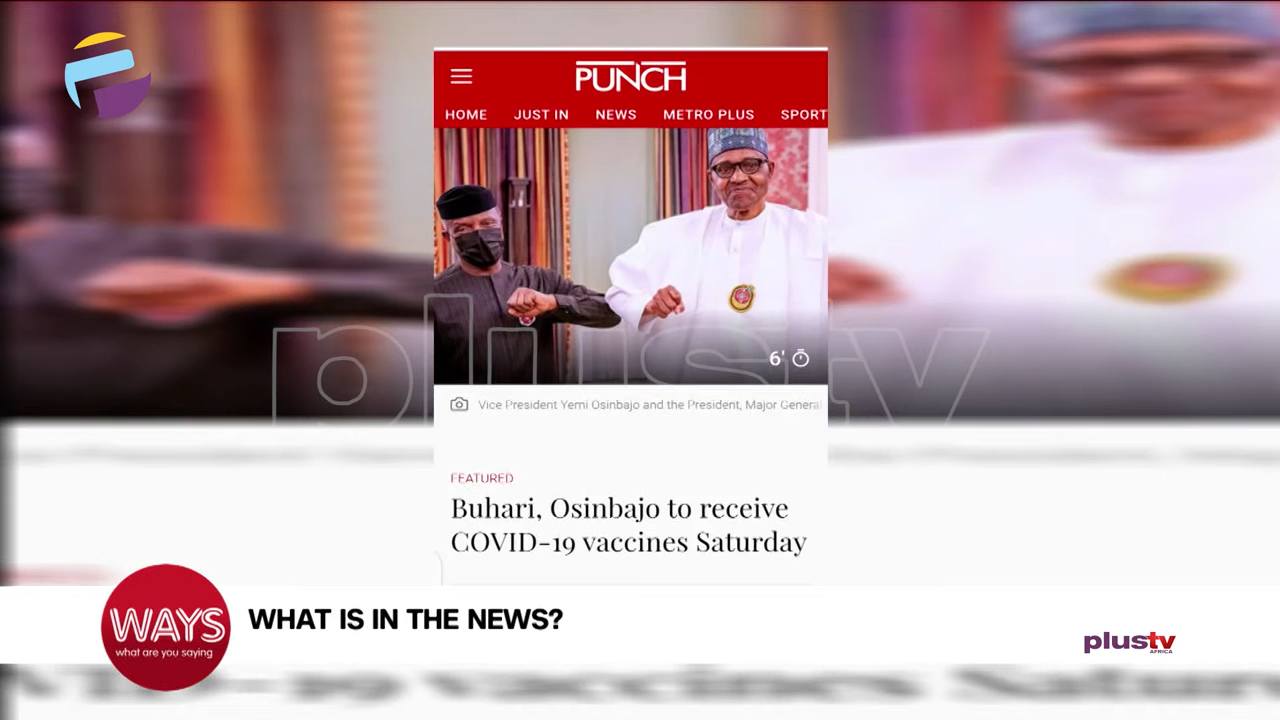 PUNCH
HOME JUST IN NEWS METRO PLUS SPORT
plustv
6'
Vice President Yemi Osinbajo and the President, Major General
FEATURED
Buhari, Osinbajo to receive
COVID-19 vaccines Saturday
WAYS
what are you saying
WHAT IS IN THE NEWS?
plustv
AFRICA